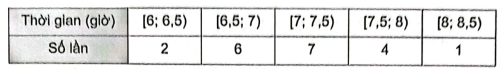 Thời gian (giờ) [6; 6,5) [6,5; 7) [7; 7,5) [7,5; 8) [8; 8,5)
Số lần 2 6 7 4 1